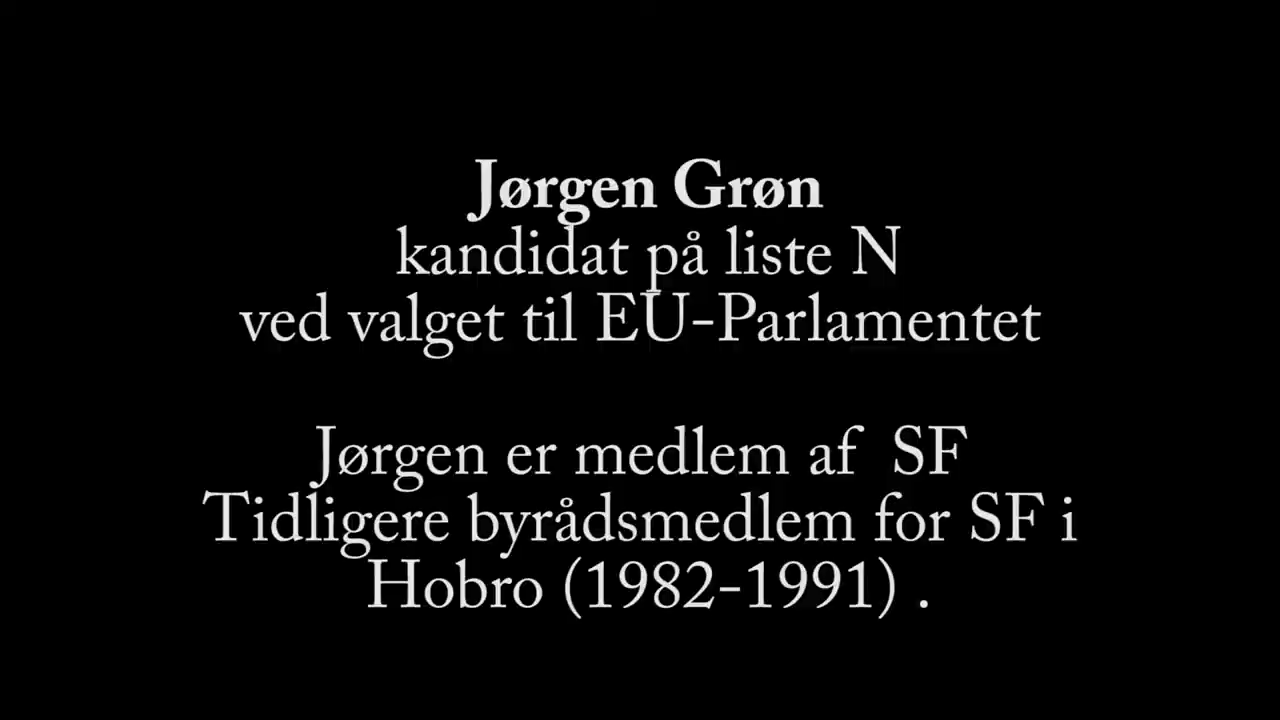 Jørgen Grøn
kandidat på liste N
ved valget til EU-Parlamentet
Jørgen er medlem af  SF
Tidligere byrådsmedlem for SF i
Hobro (1982-1991) .